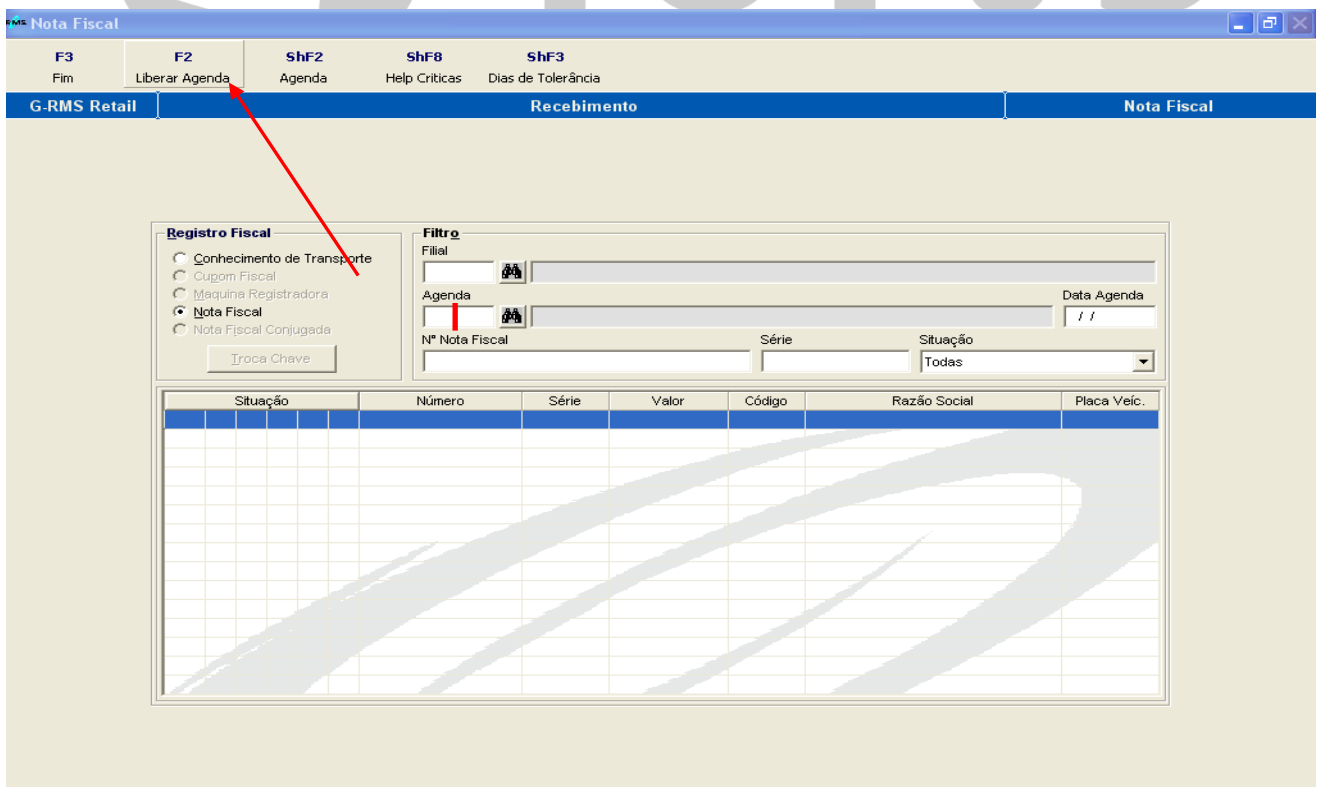 RMS Nota Fiscal
F3 F2 ShF2 ShF8 ShF3
Fim Liberar Agenda Agenda Help Criticas Dias de Tolerância
G-RMS Retail Recebimento Nota Fiscal
Registro Fiscal
Conhecimento de Transporte
Cupom Fiscal
Maquina Registradora
Nota Fiscal
Nota Fiscal Conjugada
Troca Chave
Filtro
Filial
Agenda Data Agenda
/ /
Nº Nota Fiscal Série Situação
Todas
Situação Número Série Valor Código Razão Social Placa Veíc.